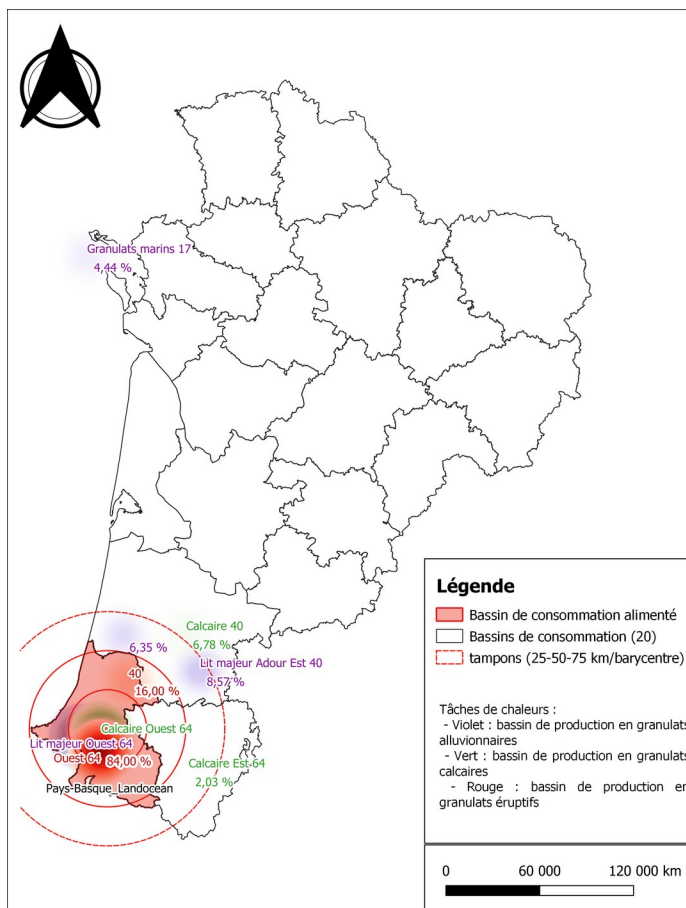 Granulats marins 17
4,44 %
Calcaire 40
6,78 %
6,35 %
Lit majeur Adour Est 40
8,57 %
40
16,00 %
Calcaire Ouest 64
Lit majeur Ouest 64
Ouest 64
84,00 %
Calcaire Est 64
2,03 %
Pays-Basque_Landocean
Légende
Bassin de consommation alimenté
Bassins de consommation (20)
tampons (25-50-75 km/barycentre)
Tâches de chaleurs :
- Violet : bassin de production en granulats
alluvionnaires
- Vert : bassin de production en granulats
calcaires
- Rouge : bassin de production en
granulats éruptifs
0 60 000 120 000 km